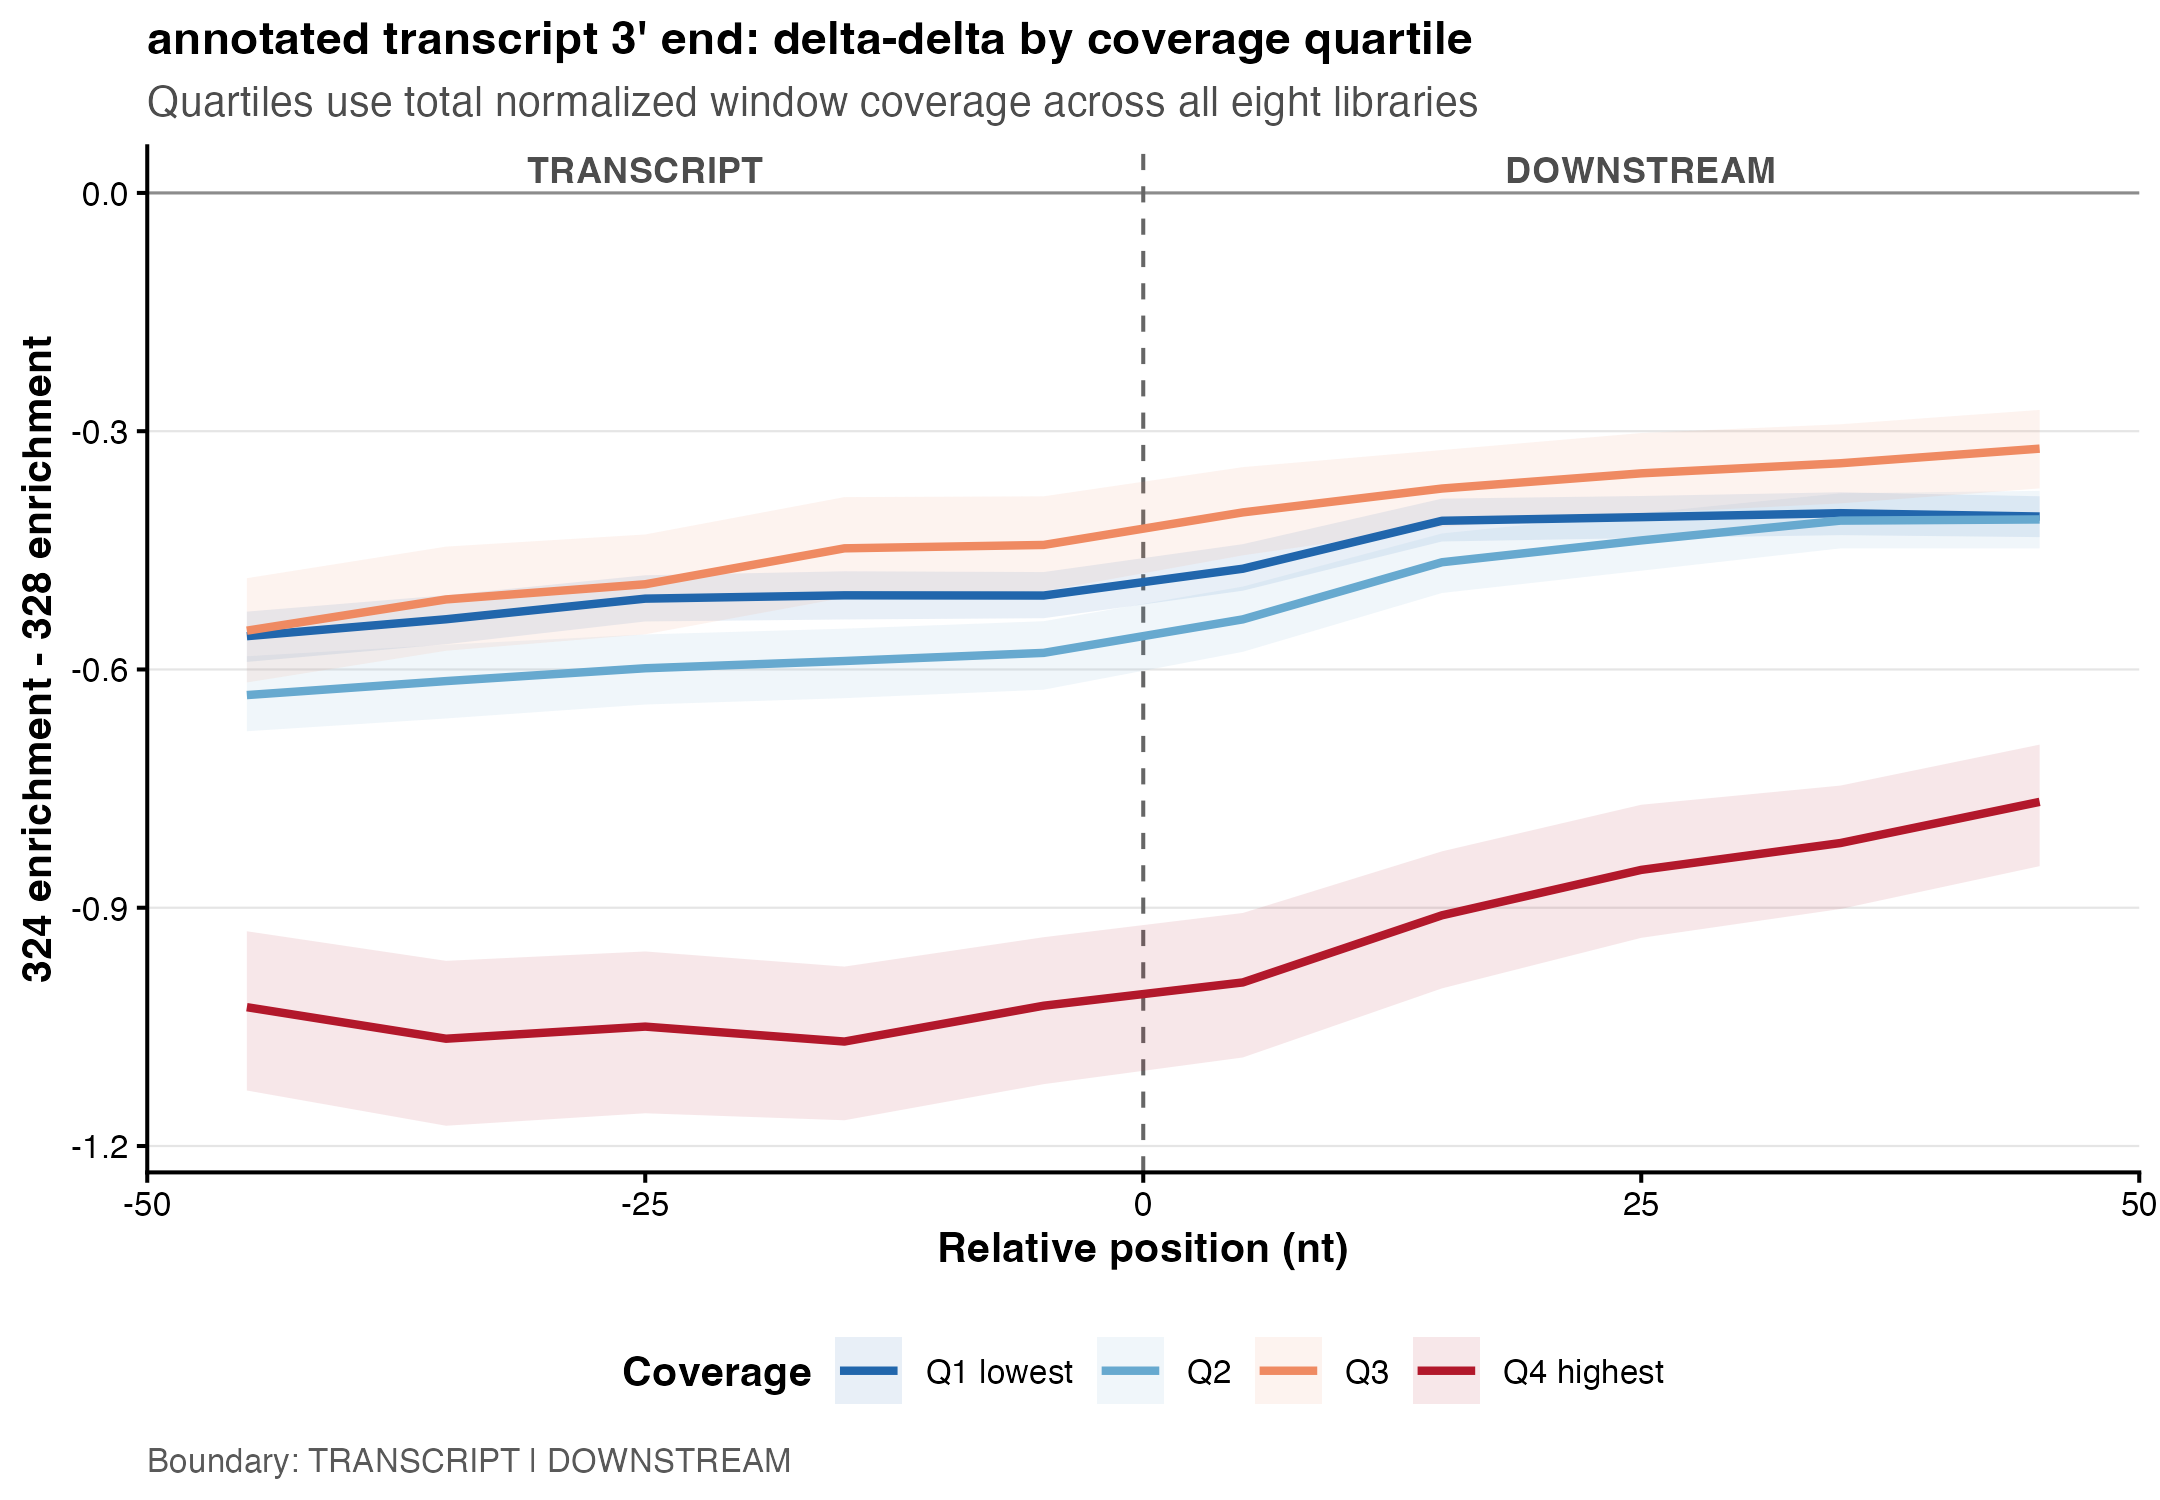 annotated transcript 3' end: delta-delta by coverage quartile
Quartiles use total normalized window coverage across all eight libraries
TRANSCRIPT DOWNSTREAM
324 enrichment - 328 enrichment
0.0
-0.3
-0.6
-0.9
-1.2
-50 -25 0 25 50
Relative position (nt)
Coverage Q1 lowest Q2 Q3 Q4 highest
Boundary: TRANSCRIPT | DOWNSTREAM